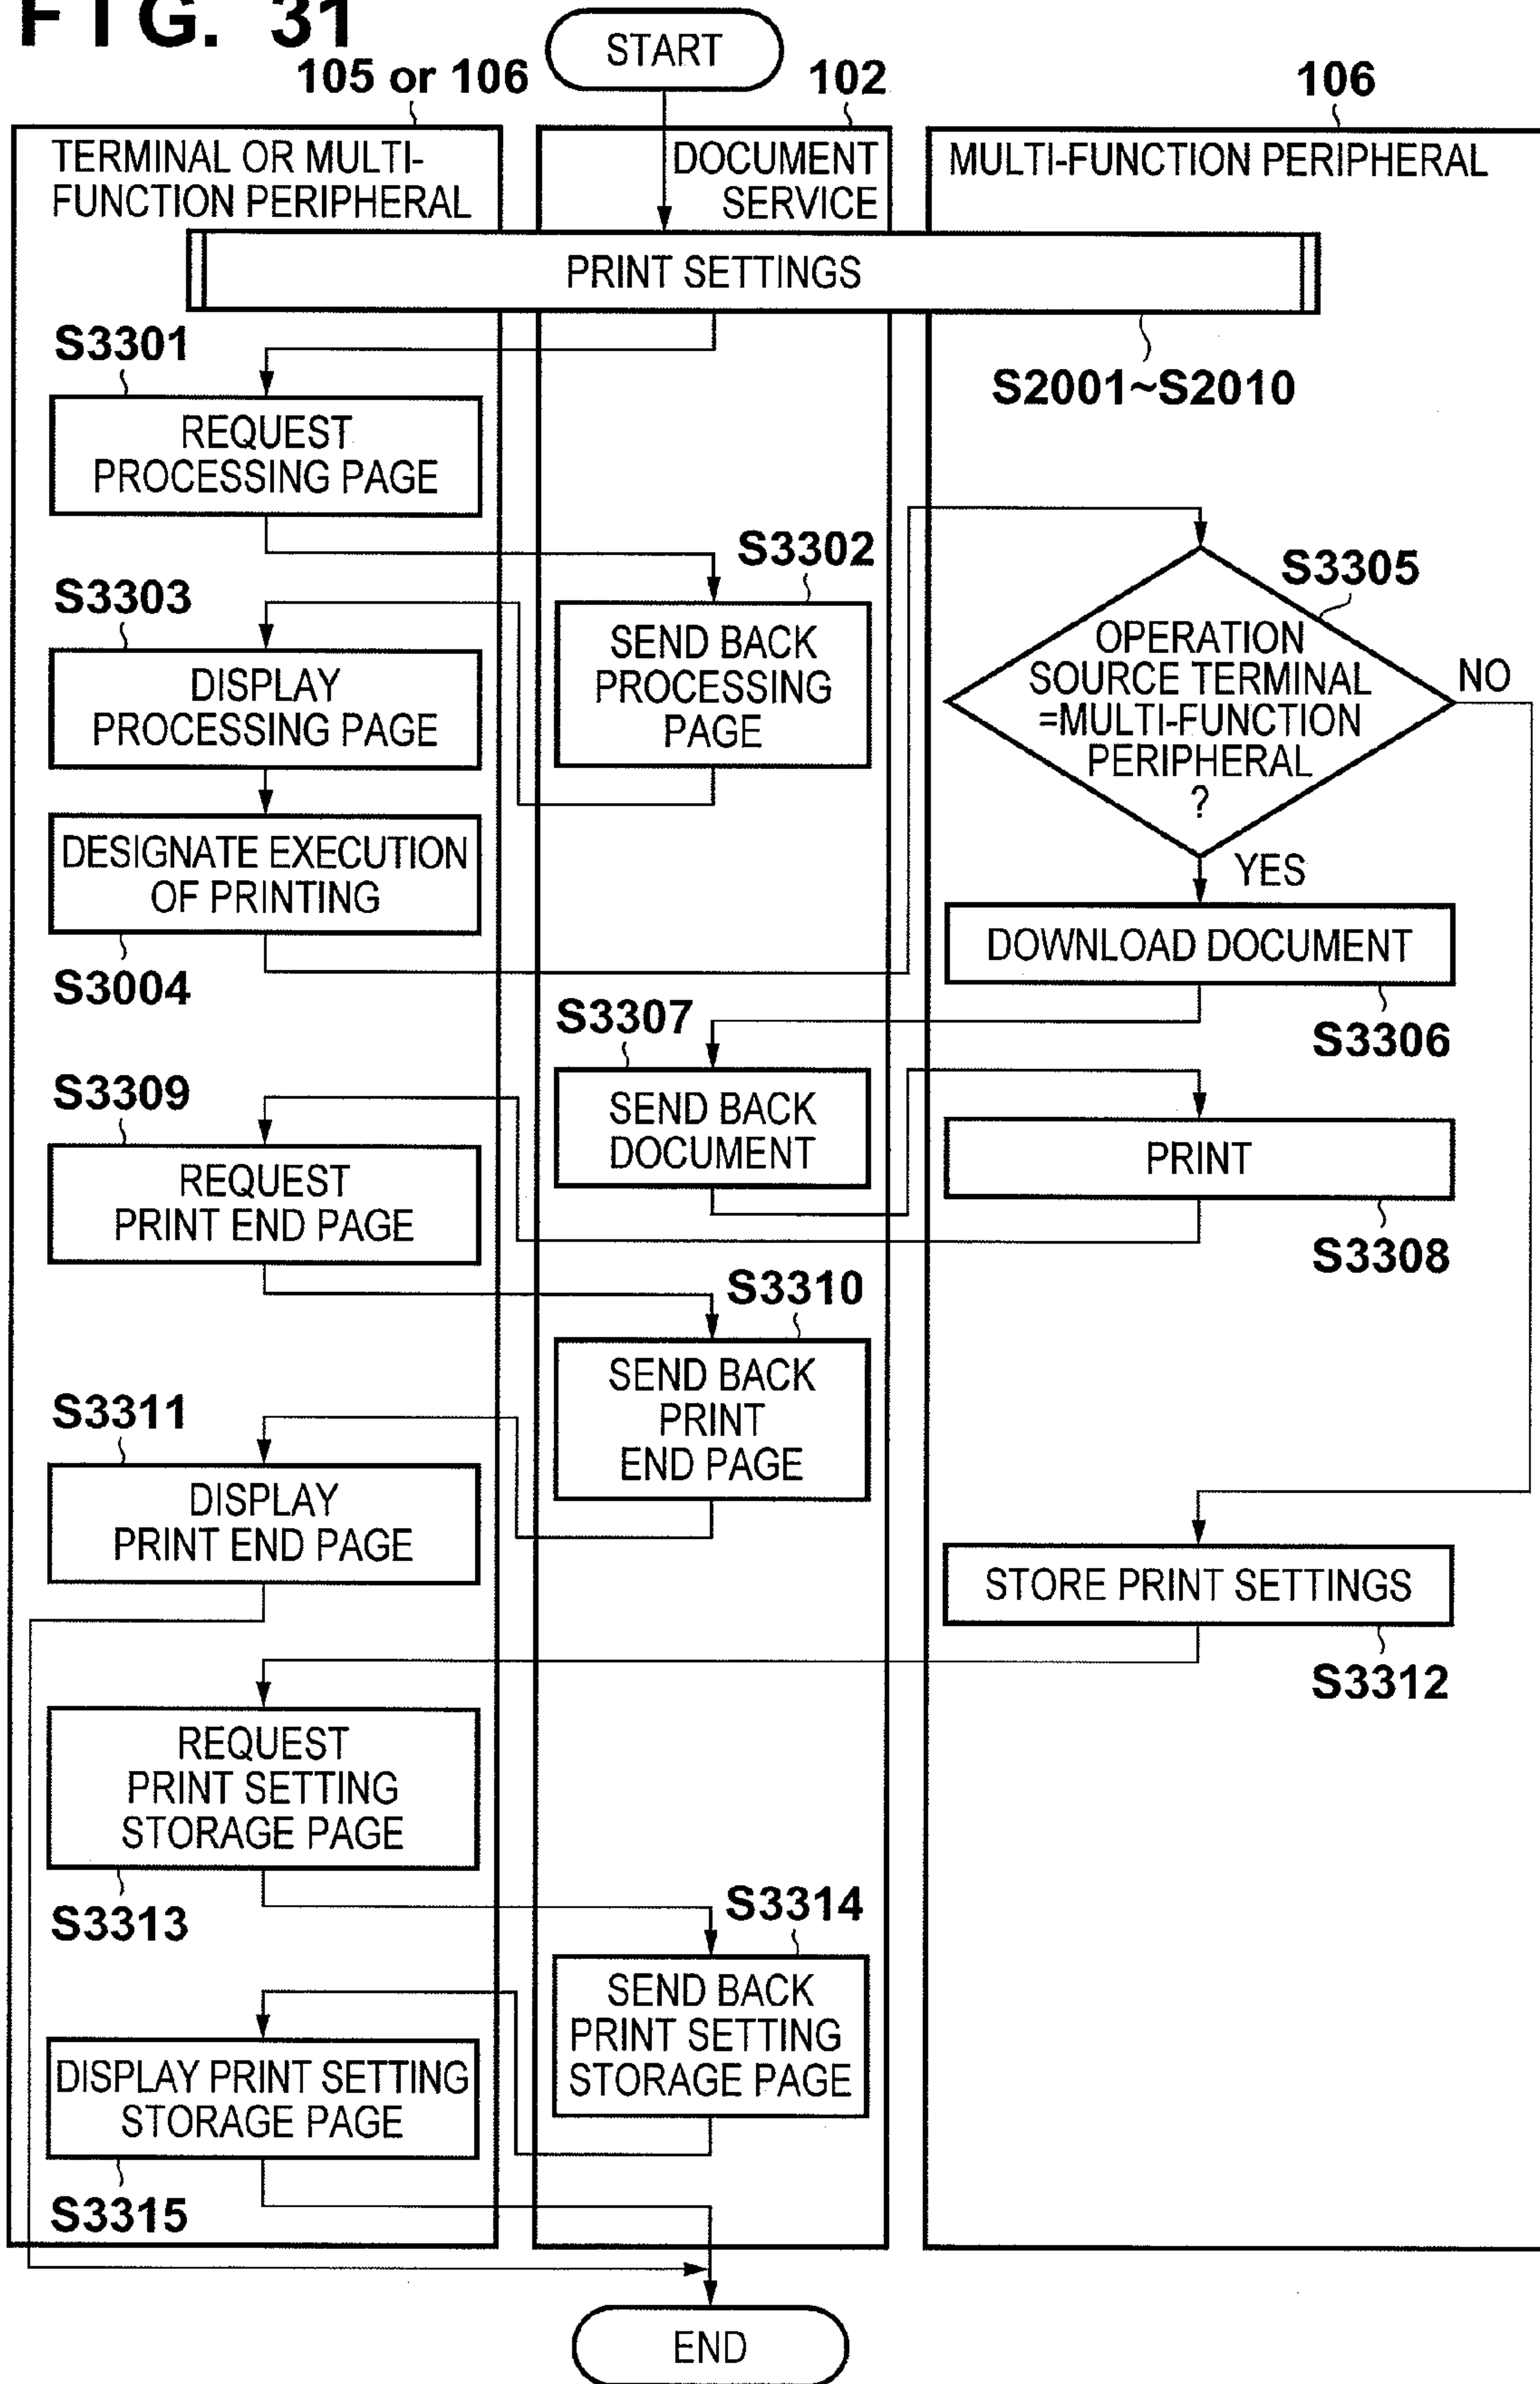 FIG. 31
START
105 or 106
102
106
TERMINAL OR MULTI-
FUNCTION PERIPHERAL
DOCUMENT
SERVICE
MULTI-FUNCTION PERIPHERAL
PRINT SETTINGS
S2001~S2010
S3301
REQUEST
PROCESSING PAGE
S3302
SEND BACK
PROCESSING
PAGE
S3303
DISPLAY
PROCESSING PAGE
DESIGNATE EXECUTION
OF PRINTING
S3004
S3305
OPERATION
SOURCE TERMINAL
=MULTI-FUNCTION
PERIPHERAL
?
NO
YES
DOWNLOAD DOCUMENT
S3306
S3307
SEND BACK
DOCUMENT
PRINT
S3308
S3309
REQUEST
PRINT END PAGE
S3310
SEND BACK
PRINT
END PAGE
S3311
DISPLAY
PRINT END PAGE
STORE PRINT SETTINGS
S3312
REQUEST
PRINT SETTING
STORAGE PAGE
S3313
S3314
SEND BACK
PRINT SETTING
STORAGE PAGE
DISPLAY PRINT SETTING
STORAGE PAGE
S3315
END